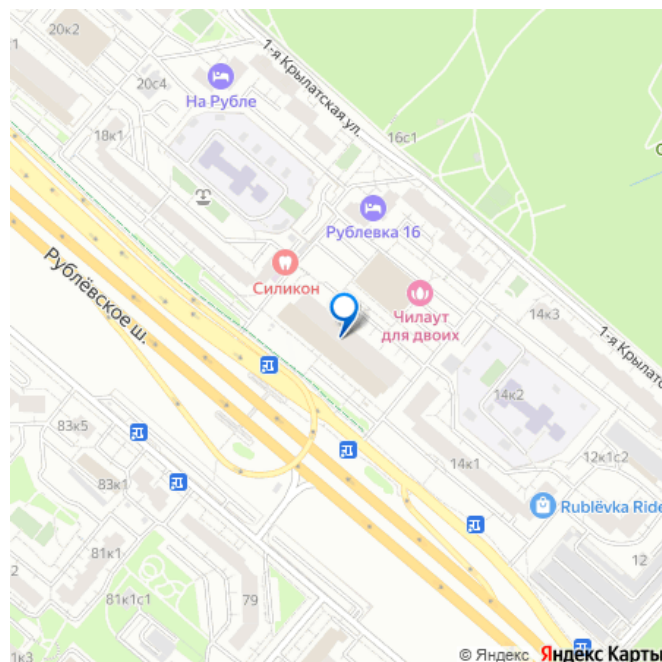 20к2
1-я Крылатская ул.
20с4
На Рубле
18к1
16с1
Рублевка 16
Силикон
Чилаут
для двоих
Рублёвское ш.
14к3
1-я Крылатс
14к2
83к5
83к1
14к1
12к1с2
Rublëvka Ride
81к1
12
2
81к1с1
79
1к3
© Яндекс Яндекс Карты